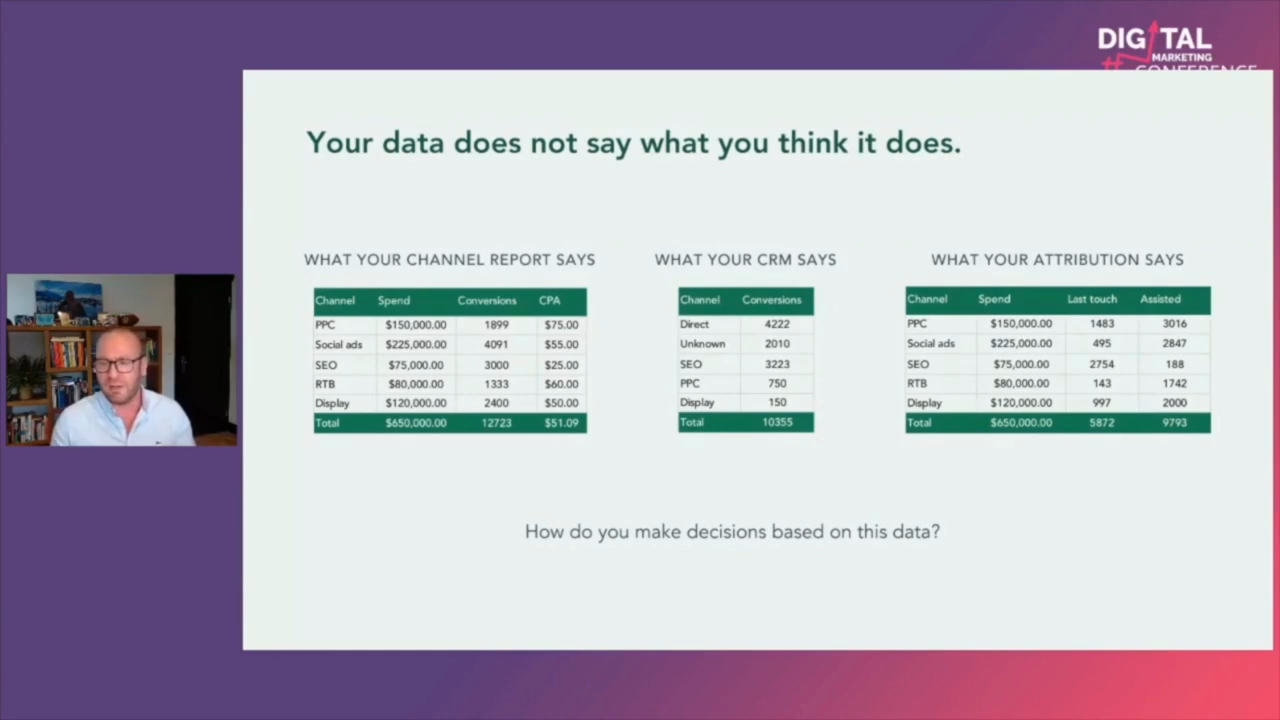 DIGITAL
MARKETING
#CONFERENCE
Your data does not say what you think it does.
WHAT YOUR CHANNEL REPORT SAYS
Channel Spend Conversions CPA
PPC $150,000.00 1899 $75.00
Social ads $225,000.00 4091 $55.00
SEO $75,000.00 3000 $25.00
RTB $80,000.00 1333 $60.00
Display $120,000.00 2400 $50.00
Total $650,000.00 12723 $51.09
WHAT YOUR CRM SAYS
Channel Conversions
Direct 4222
Unknown 2010
SEO 3223
PPC 750
Display 150
Total 10355
WHAT YOUR ATTRIBUTION SAYS
Channel Spend Last touch Assisted
PPC $150,000.00 1483 3016
Social ads $225,000.00 495 2847
SEO $75,000.00 2754 188
RTB $80,000.00 143 1742
Display $120,000.00 997 2000
Total $650,000.00 5872 9793
How do you make decisions based on this data?